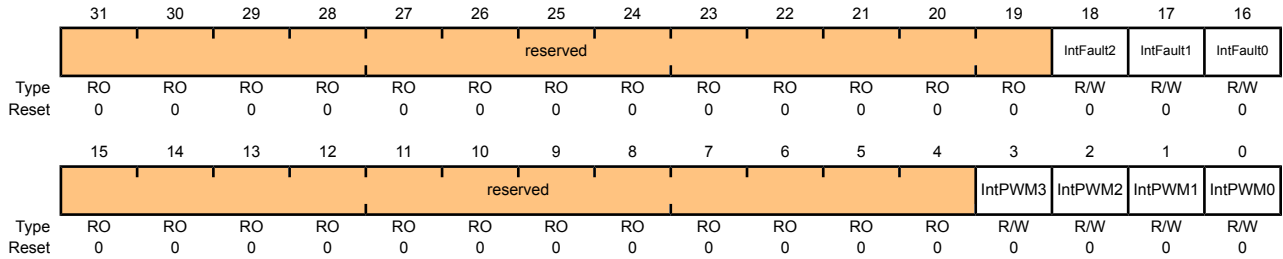 31 30 29 28 27 26 25 24 23 22 21 20 19 18 17 16
reserved IntFault2 IntFault1 IntFault0
Type RO RO RO RO RO RO RO RO RO RO RO RO RO R/W R/W R/W
Reset 0 0 0 0 0 0 0 0 0 0 0 0 0 0 0 0
15 14 13 12 11 10 9 8 7 6 5 4 3 2 1 0
reserved IntPWM3 IntPWM2 IntPWM1 IntPWM0
Type RO RO RO RO RO RO RO RO RO RO RO RO R/W R/W R/W R/W
Reset 0 0 0 0 0 0 0 0 0 0 0 0 0 0 0 0